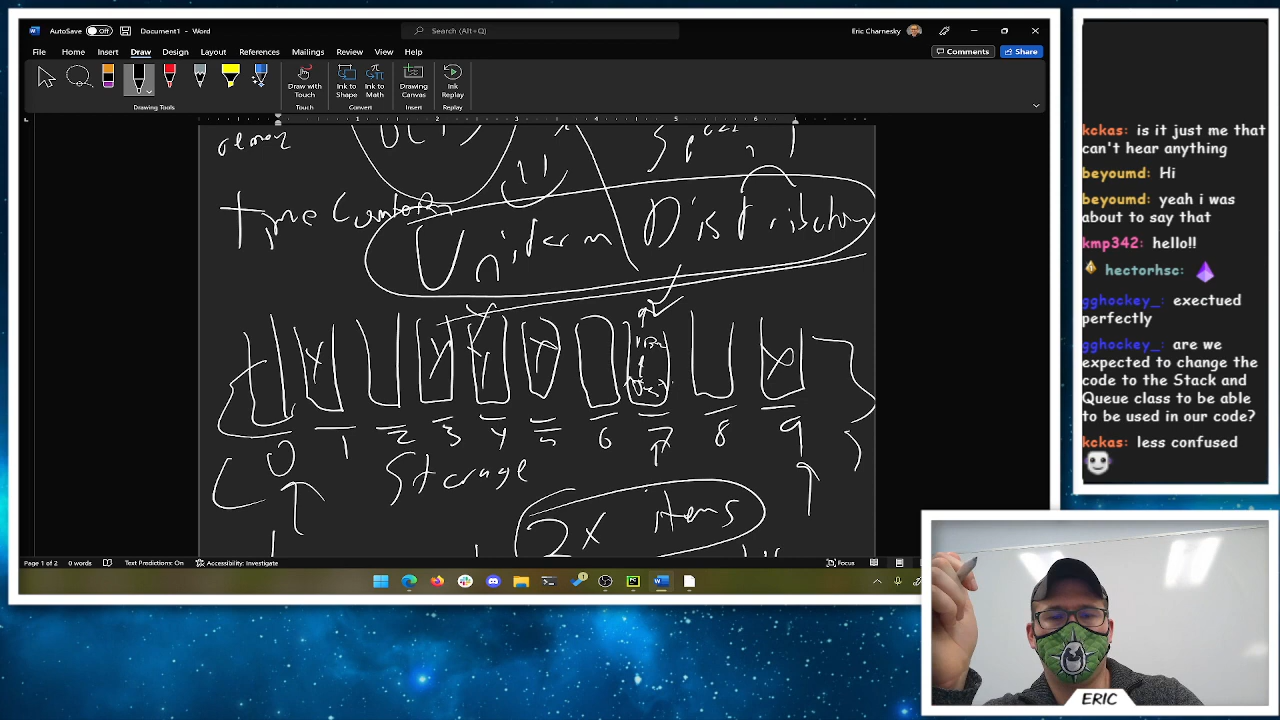 AutoSave Off Document1 - Word
Search (Alt+Q)
Eric Charnesky
File Home Insert Draw Design Layout References Mailings Review View Help
Comments Share
Draw with Touch
Ink to Shape
Ink to Math
Drawing Canvas
Ink Replay
Drawing Tools Touch Convert Insert Replay
1 2 3 4 5 6
Time
Uniform Distribution
0 1 2 3 4 5 6 7 8 9
Storage
2x items
Page 1 of 2 0 words Text Predictions: On Accessibility: Investigate Focus
kckas: is it just me that
can't hear anything
beyoumd: Hi
beyoumd: yeah i was
about to say that
kmp342: hello!!
hectorhsc:
gghockey_: exectued
perfectly
gghockey_: are we
expected to change the
code to the Stack and
Queue class to be able
to be used in our code?
kckas: less confused
ERIC